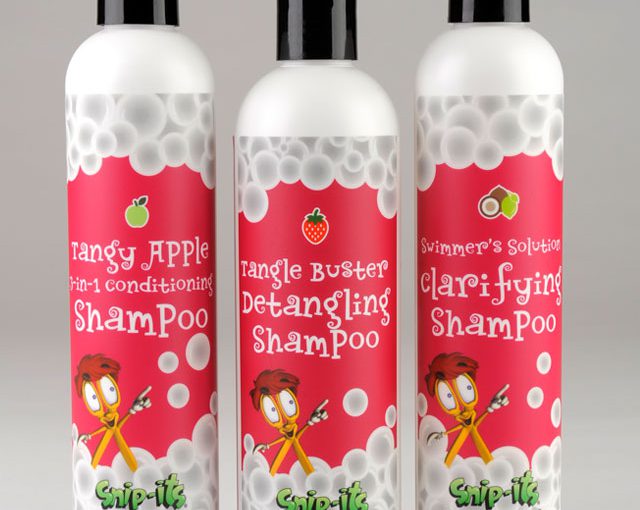 Tangy Apple
3-in-1 conditioning
ShamPoo
Snip-its
Tangle Buster
Detangling
ShamPoo
Snip-its
Swimmer's Solution
Clarifying
ShamPoo
Snip-its